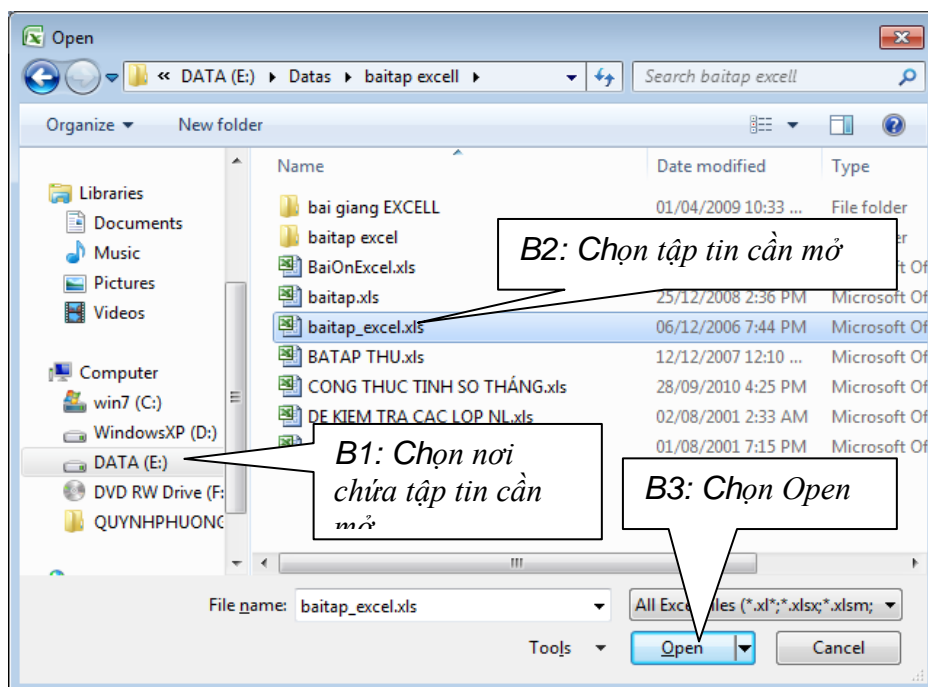 Open
« DATA (E:) ▸ Datas ▸ baitap excell ▸
Search baitap excell
Organize
New folder
Name
Date modified
Type
Libraries
Documents
Music
Pictures
Videos
Computer
win7 (C:)
WindowsXP (D:)
DATA (E:)
DVD RW Drive (F:
QUYNHPHUONG
bai giang EXCELL 01/04/2009 10:33 ... File folder
baitap excel
BaiOnExcel.xls
baitap.xls 25/12/2008 2:36 PM Microsoft Of
baitap_excel.xls 06/12/2006 7:44 PM Microsoft Of
BATAP THU.xls 12/12/2007 12:10 ... Microsoft Of
CONG THUC TINH SO THÁNG.xls 28/09/2010 4:25 PM Microsoft Of
DE KIEM TRA CAC LOP NL.xls 02/08/2001 2:33 AM Microsoft Of
01/08/2001 7:15 PM Microsoft Of
B2: Chọn tập tin cần mở
B1: Chọn nơi
chứa tập tin cần
mở
B3: Chọn Open
File name: baitap_excel.xls
All Excel Files (*.xl*;*.xlsx;*.xlsm;
Tools
Open
Cancel